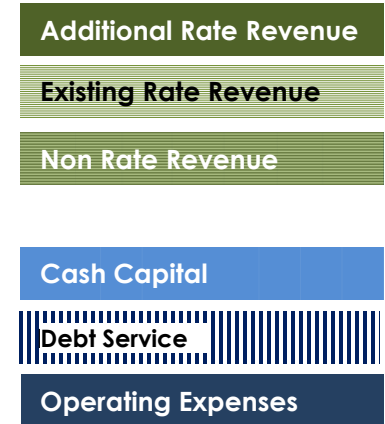 Additional Rate Revenue
Existing Rate Revenue
Non Rate Revenue
Cash Capital
Debt Service
Operating Expenses